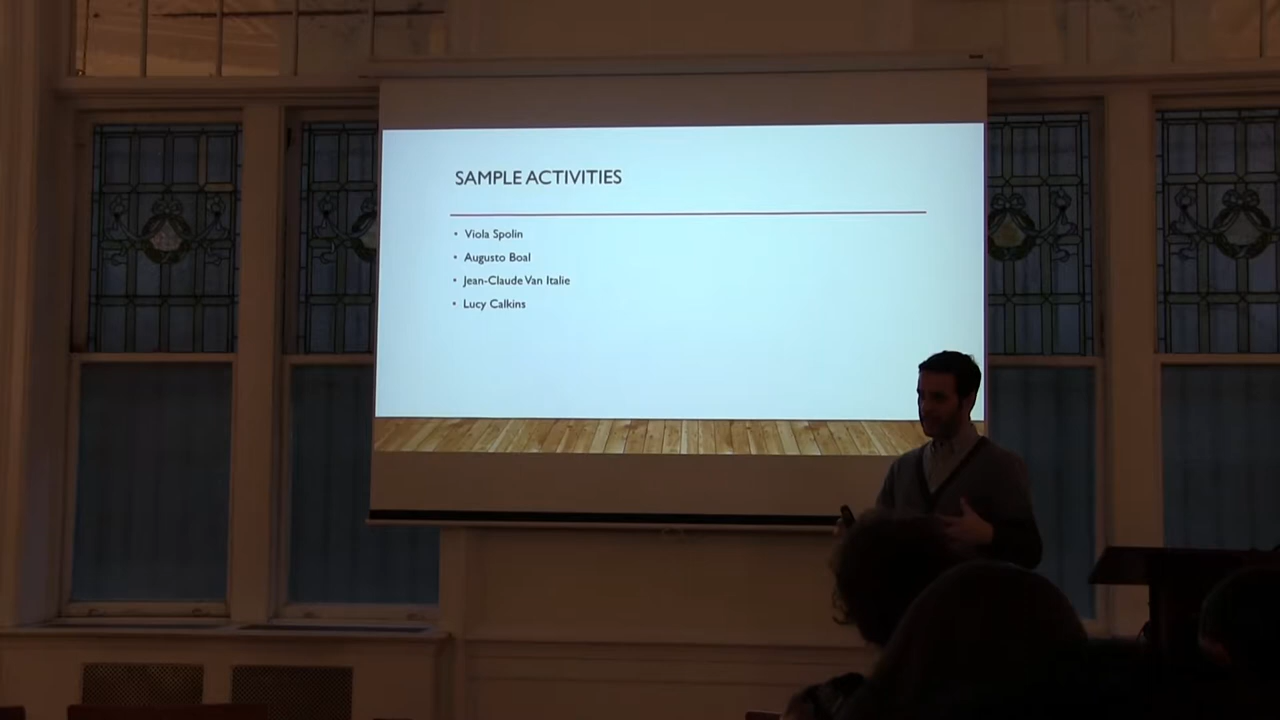 SAMPLE ACTIVITIES
• Viola Spolin
• Augusto Boal
• Jean-Claude Van Italie
• Lucy Calkins